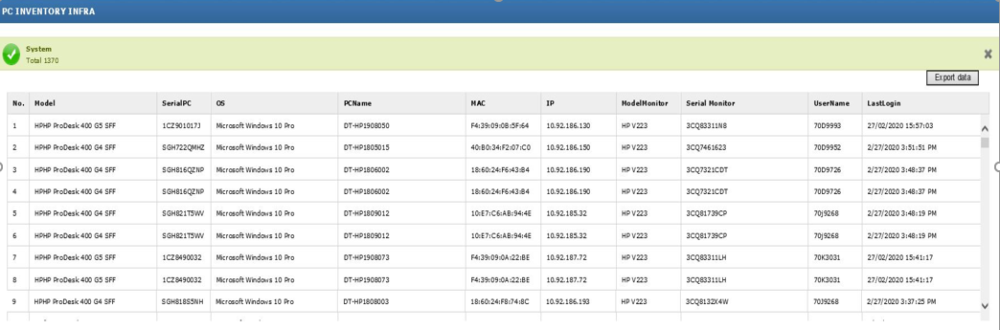 PC INVENTORY INFRA
System
Total 1370
Export data
No. Model SerialPC OS PCName MAC IP ModelMonitor Serial Monitor UserName LastLogin
1 HPHP ProDesk 400 G5 SFF 1CZ901017J Microsoft Windows 10 Pro DT-HP1908050 F4:39:09:0B:5F:64 10.92.186.130 HP V223 3CQ83311N8 70D9993 27/02/2020 15:57:03
2 HPHP ProDesk 400 G4 SFF SGH722QMHZ Microsoft Windows 10 Pro DT-HP1805015 40:B0:34:F2:07:C0 10.92.186.150 HP V223 3CQ7461623 70D9952 2/27/2020 3:51:51 PM
3 HPHP ProDesk 400 G4 SFF SGH816QZNP Microsoft Windows 10 Pro DT-HP1806002 18:60:24:F6:43:B4 10.92.186.190 HP V223 3CQ7321CDT 70D9726 2/27/2020 3:48:37 PM
4 HPHP ProDesk 400 G4 SFF SGH816QZNP Microsoft Windows 10 Pro DT-HP1806002 18:60:24:F6:43:B4 10.92.186.190 HP V223 3CQ7321CDT 70D9726 2/27/2020 3:48:37 PM
5 HPHP ProDesk 400 G4 SFF SGH821T5WV Microsoft Windows 10 Pro DT-HP1809012 10:E7:C6:AB:94:4E 10.92.185.32 HP V223 3CQ81739CP 70J9268 2/27/2020 3:48:19 PM
6 HPHP ProDesk 400 G4 SFF SGH821T5WV Microsoft Windows 10 Pro DT-HP1809012 10:E7:C6:AB:94:4E 10.92.185.32 HP V223 3CQ81739CP 70J9268 2/27/2020 3:48:19 PM
7 HPHP ProDesk 400 G5 SFF 1CZ8490032 Microsoft Windows 10 Pro DT-HP1908073 F4:39:09:0A:22:BE 10.92.187.72 HP V223 3CQ83311LH 70K3031 27/02/2020 15:41:17
8 HPHP ProDesk 400 G5 SFF 1CZ8490032 Microsoft Windows 10 Pro DT-HP1908073 F4:39:09:0A:22:BE 10.92.187.72 HP V223 3CQ83311LH 70K3031 27/02/2020 15:41:17
9 HPHP ProDesk 400 G4 SFF SGH818S5NH Microsoft Windows 10 Pro DT-HP1808003 18:60:24:F8:74:8C 10.92.186.193 HP V223 3CQ8132X4W 70J9268 2/27/2020 3:37:25 PM